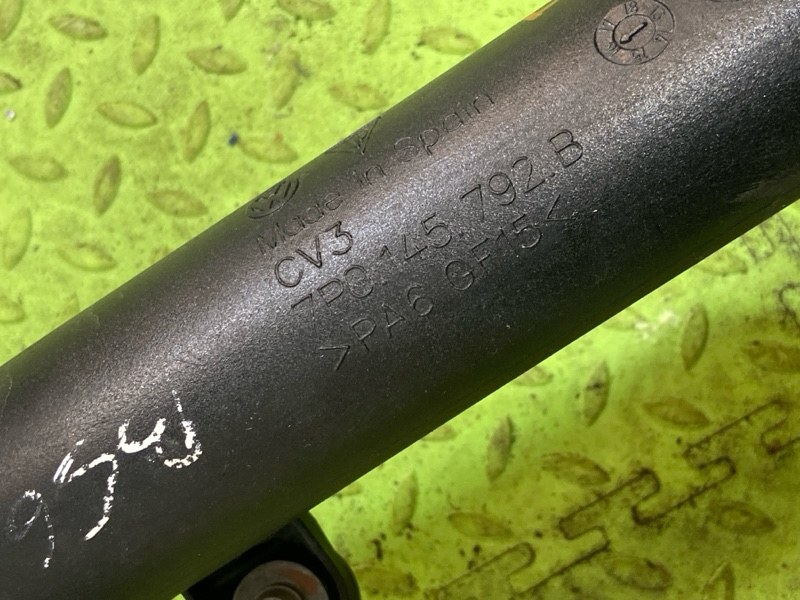 Made in Spain
CV3
7P0.145.792.B
>PA6 GF15<